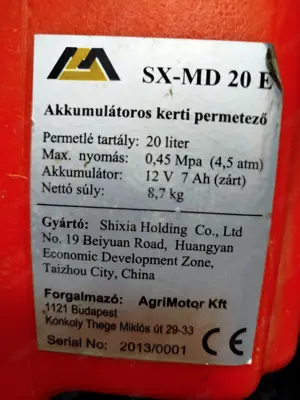 SX-MD 20 E
Akkumulátoros kerti permetező
Permetlé tartály: 20 liter
Max. nyomás: 0,45 Mpa (4,5 atm)
Akkumulátor: 12 V 7 Ah (zárt)
Nettó súly: 8,7 kg
Gyártó: Shixia Holding Co., Ltd
No. 19 Beiyuan Road, Huangyan
Economic Development Zone,
Taizhou City, China
Forgalmazó: AgriMotor Kft
1121 Budapest
Konkoly Thege Miklós út 29-33
Serial No: 2013/0001 CE